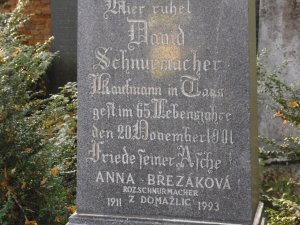 Hier ruhet
David
Schnurmacher
Kaufmann in Taus
gest im 65 Lebensjahre
den 20 November 1901
Friede seiner Asche
ANNA BŘEZÁKOVÁ
ROZ.SCHNURMACHER
1911 Z DOMAŽLIC 1993